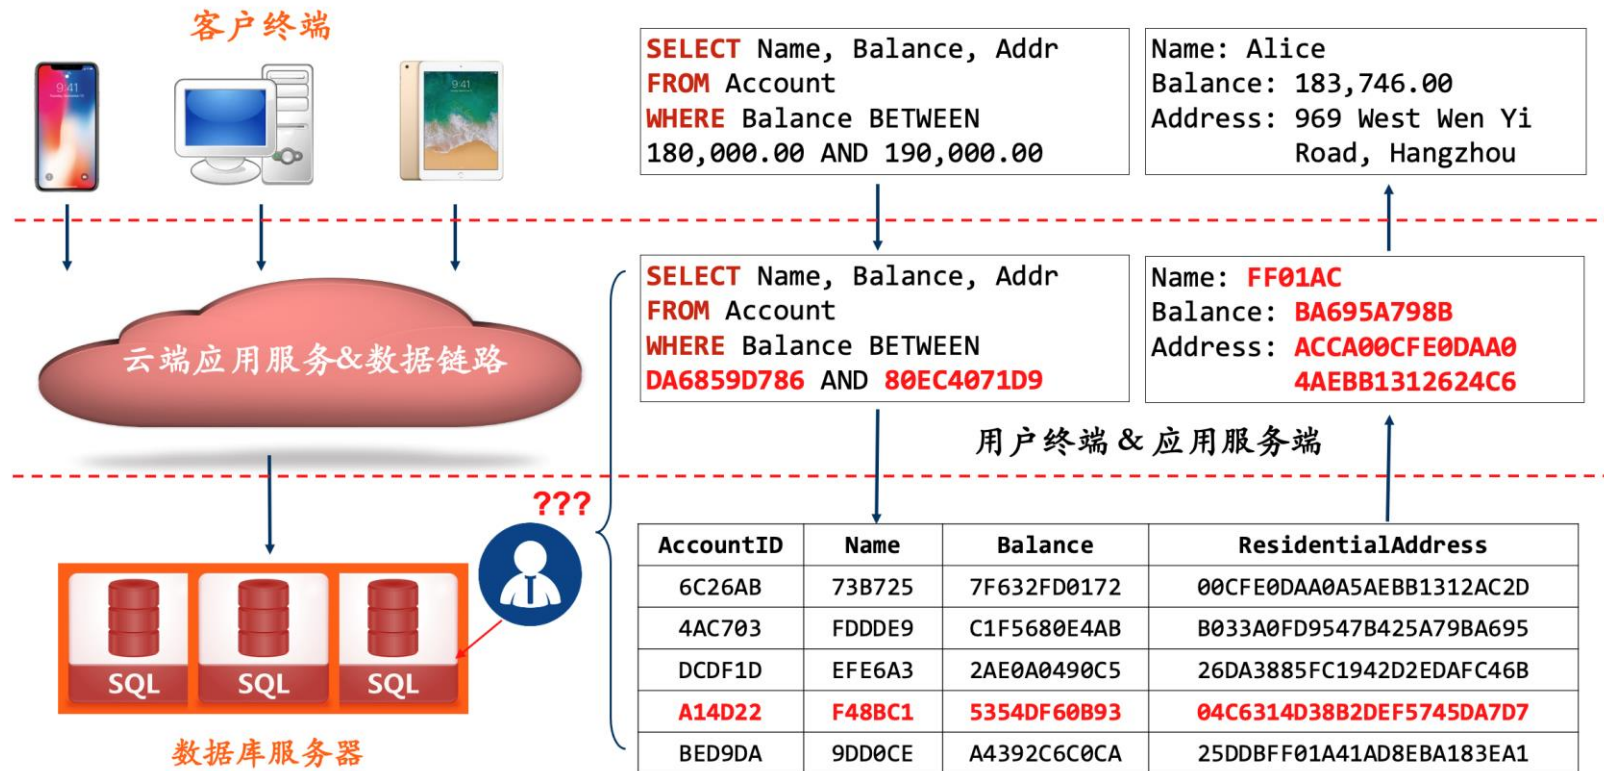 客户终端
9:41
9:41
SELECT Name, Balance, Addr
FROM Account
WHERE Balance BETWEEN
180,000.00 AND 190,000.00
Name: Alice
Balance: 183,746.00
Address: 969 West Wen Yi
Road, Hangzhou
云端应用服务&数据链路
SELECT Name, Balance, Addr
FROM Account
WHERE Balance BETWEEN
DA6859D786 AND 80EC4071D9
Name: FF01AC
Balance: BA695A798B
Address: ACCA00CFE0DAA0
4AEBB1312624C6
用户终端 & 应用服务端
???
SQL SQL SQL
数据库服务器
AccountID Name Balance ResidentialAddress
6C26AB 73B725 7F632FD0172 00CFE0DAA0A5AEBB1312AC2D
4AC703 FDDDE9 C1F5680E4AB B033A0FD9547B425A79BA695
DCDF1D EFE6A3 2AE0A0490C5 26DA3885FC1942D2EDAFC46B
A14D22 F48BC1 5354DF60B93 04C6314D38B2DEF5745DA7D7
BED9DA 9DD0CE A4392C6C0CA 25DDBFF01A41AD8EBA183EA1